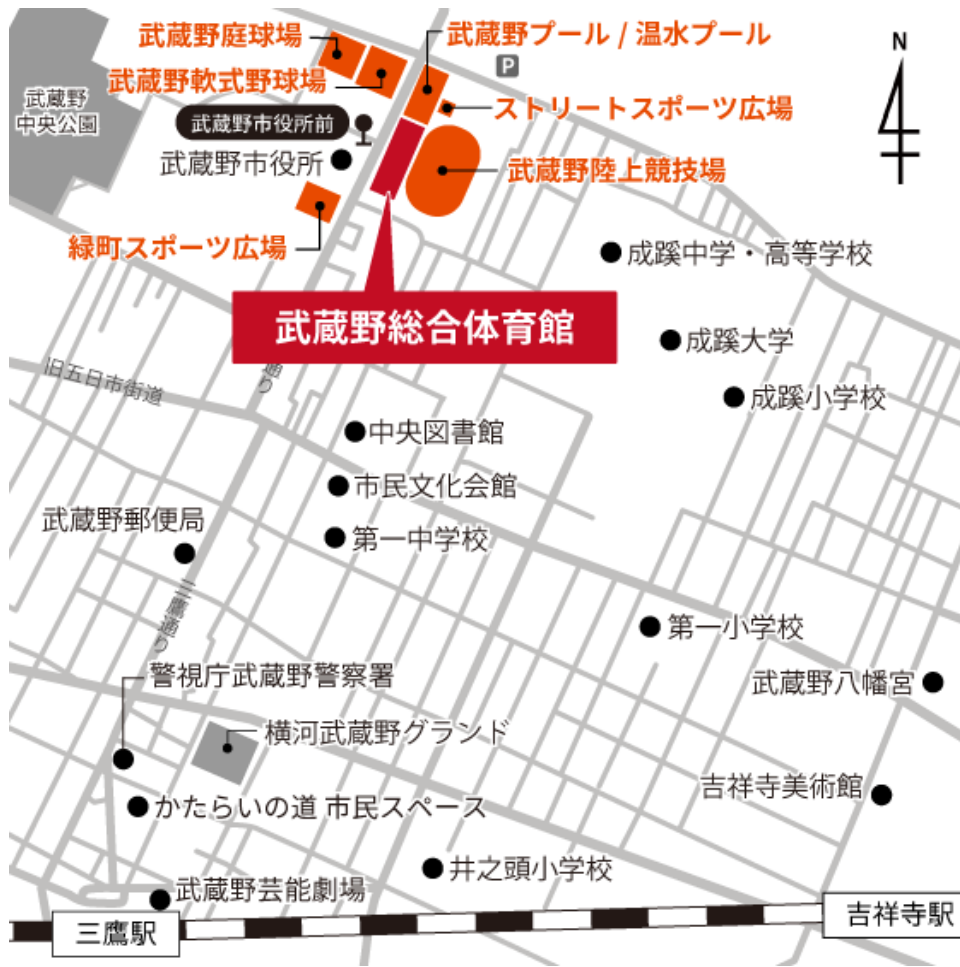 武蔵野庭球場
武蔵野プール / 温水プール
N
P
武蔵野軟式野球場
武蔵野
中央公園
ストリートスポーツ広場
武蔵野市役所前
武蔵野市役所
武蔵野陸上競技場
緑町スポーツ広場
成蹊中学・高等学校
武蔵野総合体育館
成蹊大学
通り
旧五日市街道
成蹊小学校
中央図書館
市民文化会館
武蔵野郵便局
第一中学校
三鷹通り
第一小学校
警視庁武蔵野警察署
武蔵野八幡宮
横河武蔵野グランド
吉祥寺美術館
かたらいの道 市民スペース
井之頭小学校
武蔵野芸能劇場
吉祥寺駅
三鷹駅